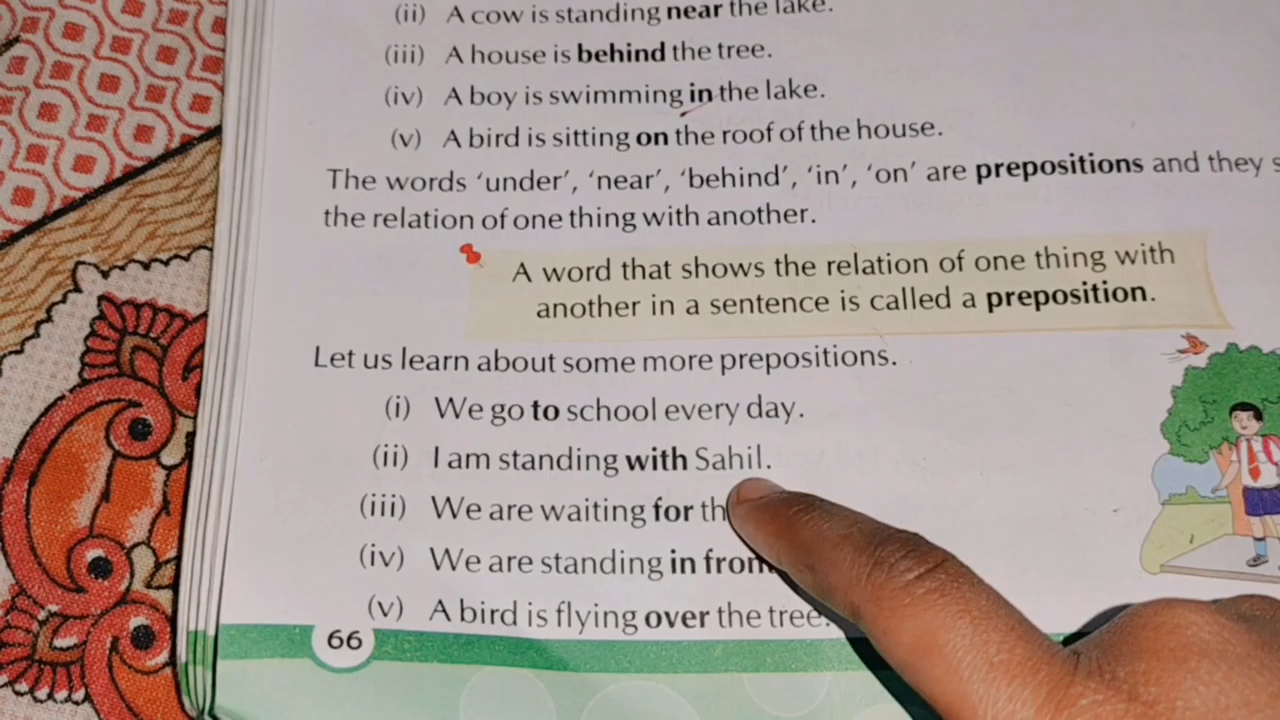 (ii) A cow is standing near the lake.
(iii) A house is behind the tree.
(iv) A boy is swimming in the lake.
(v) A bird is sitting on the roof of the house.
The words ‘under’, ‘near’, ‘behind’, ‘in’, ‘on’ are prepositions and they
the relation of one thing with another.
A word that shows the relation of one thing with
another in a sentence is called a preposition.
Let us learn about some more prepositions.
(i) We go to school every day.
(ii) I am standing with Sahil.
(iii) We are waiting for
(iv) We are standing in
(v) A bird is flying over the tree.
66